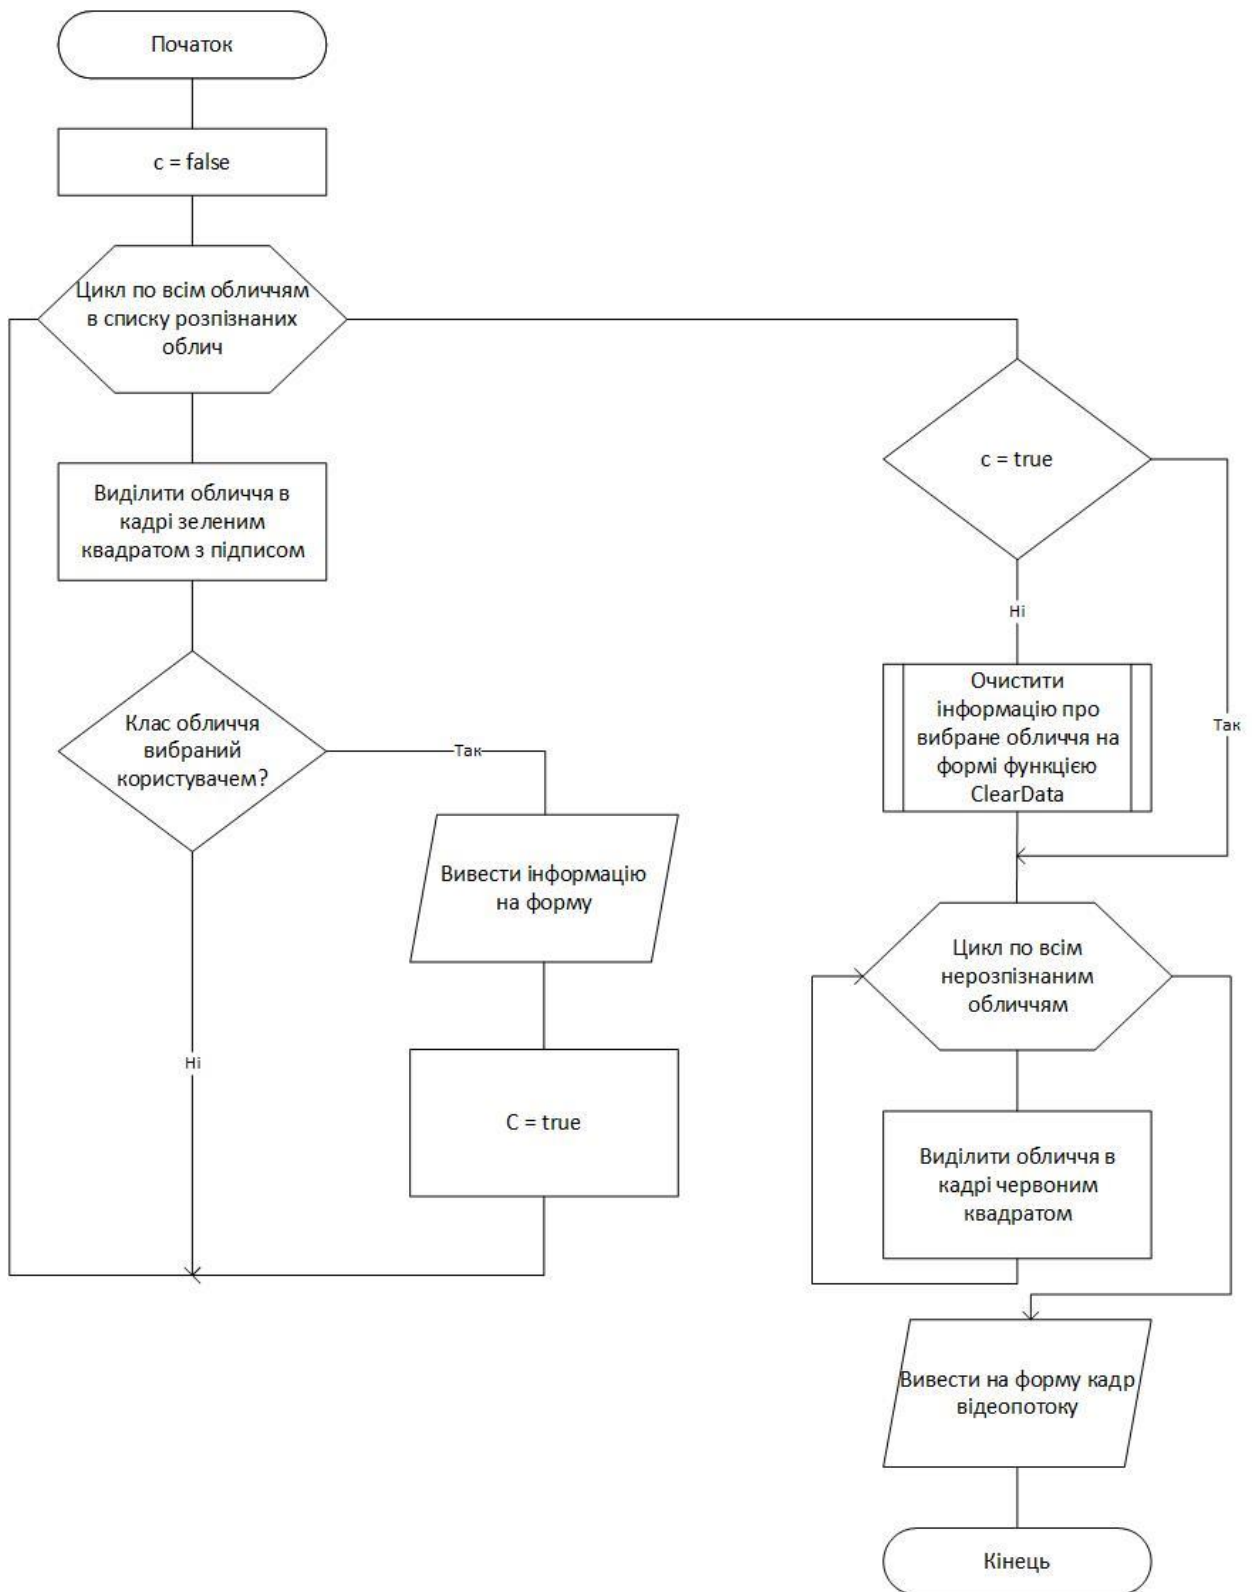 Початок
c = false
Цикл по всім обличчям
в списку розпізнаних
облич
Виділити обличчя в
кадрі зеленим
квадратом з підписом
Клас обличчя
вибраний
користувачем?
Так
Вивести інформацію
на форму
Ні
C = true
c = true
Ні
Очистити
інформацію про
вибране обличчя на
формі функцією
ClearData
Так
Цикл по всім
нерозпізнаним
обличчям
Виділити обличчя в
кадрі червоним
квадратом
Вивести на форму кадр
відеопотоку
Кінець